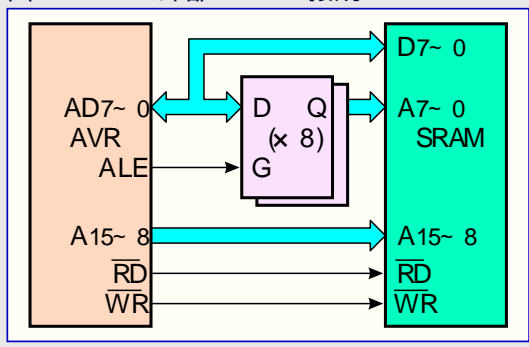 D7~ 0
AD7~ 0
D Q
A7~ 0
AVR
(× 8)
SRAM
ALE
G
A15~ 8
A15~ 8
RD
RD
WR
WR